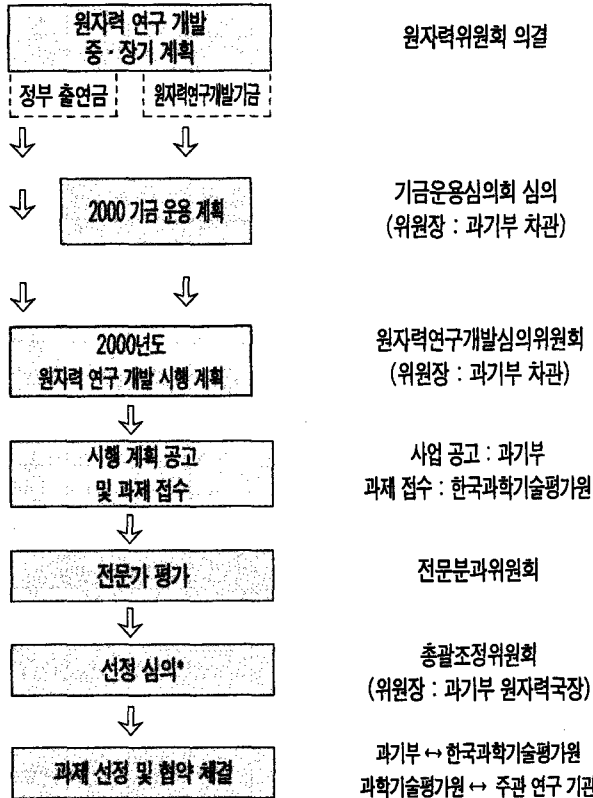 원자력 연구 개발
중·장기 계획
원자력위원회 의결
정부 출연금
원자력연구개발기금
2000 기금 운용 계획
기금운용심의회 심의
(위원장 : 과기부 차관)
2000년도
원자력 연구 개발 시행 계획
원자력연구개발심의위원회
(위원장 : 과기부 차관)
시행 계획 공고
및 과제 접수
사업 공고 : 과기부
과제 접수 : 한국과학기술평가원
전문가 평가
전문분과위원회
선정 심의*
총괄조정위원회
(위원장 : 과기부 원자력국장)
과제 선정 및 협약 체결
과기부 ↔ 한국과학기술평가원
과학기술평가원 ↔ 주관 연구 기관